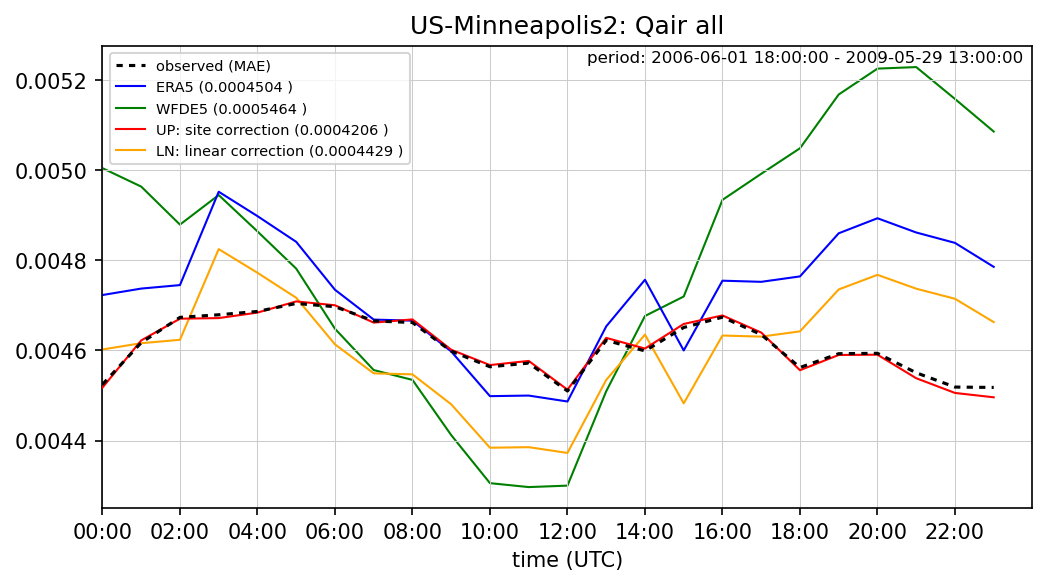 US-Minneapolis2: Qair all
period: 2006-06-01 18:00:00 - 2009-05-29 13:00:00
observed (MAE)
ERA5 (0.0004504 )
WFDE5 (0.0005464 )
UP: site correction (0.0004206 )
LN: linear correction (0.0004429 )
0.0052
0.0050
0.0048
0.0046
0.0044
00:00 02:00 04:00 06:00 08:00 10:00 12:00 14:00 16:00 18:00 20:00 22:00
time (UTC)